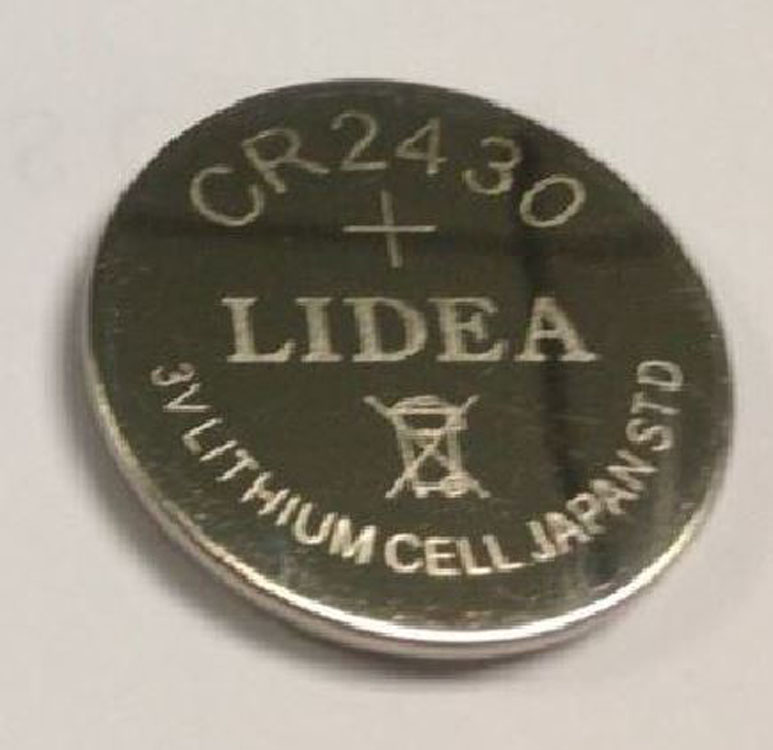 CR2430
+
LIDEA
3V LITHIUM CELL JAPAN STD